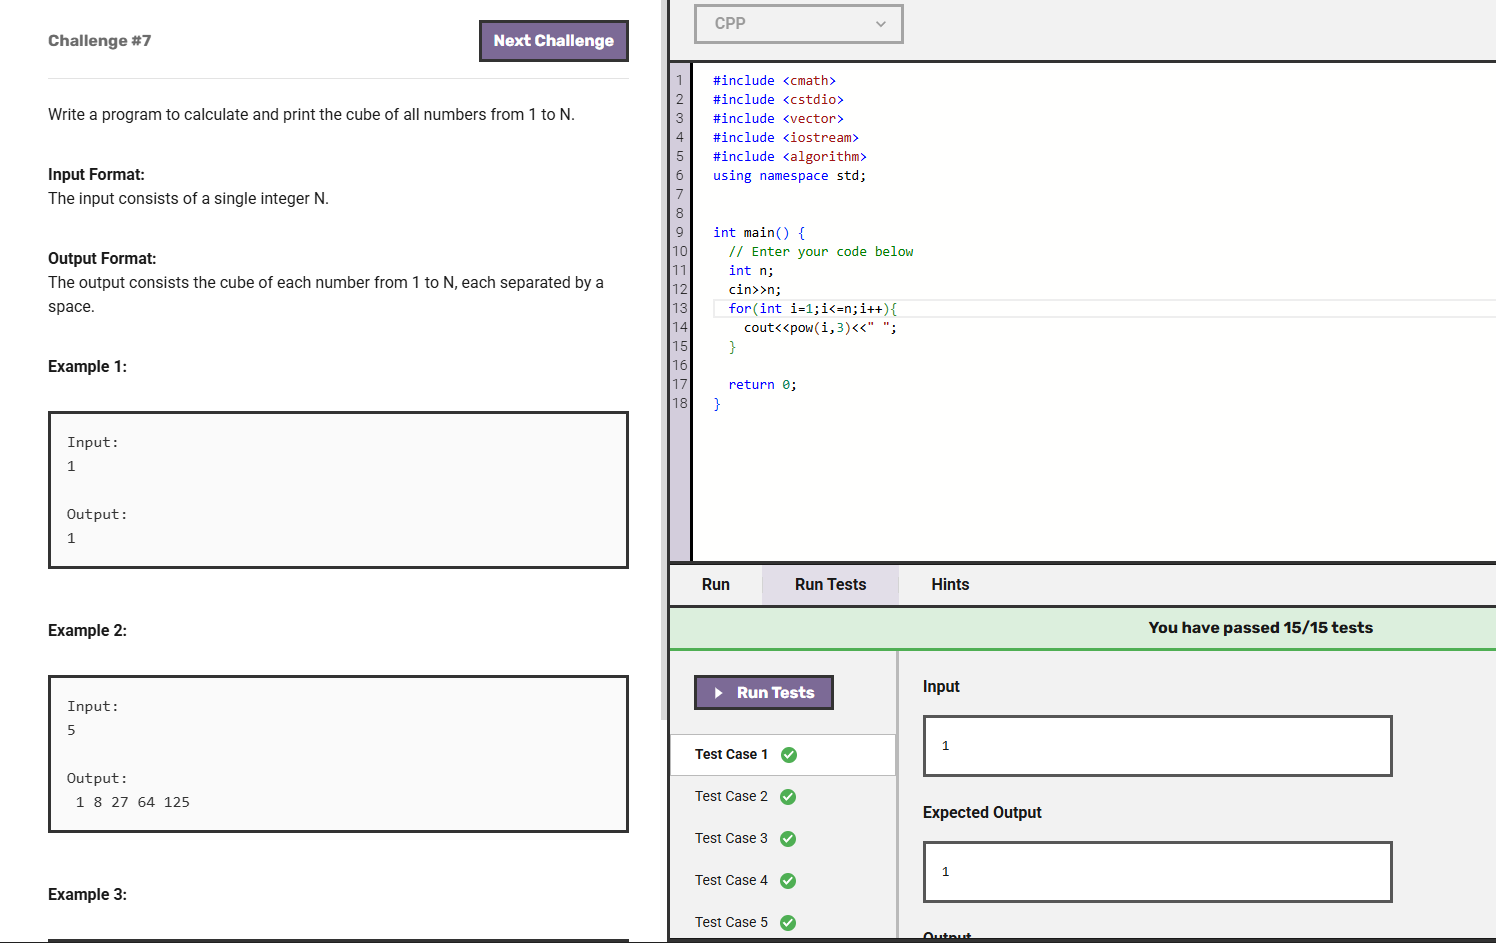 Challenge #7
Next Challenge
Write a program to calculate and print the cube of all numbers from 1 to N.
Input Format:
The input consists of a single integer N.
Output Format:
The output consists the cube of each number from 1 to N, each separated by a
space.
Example 1:
Input:
1
Output:
1
Example 2:
Input:
5
Output:
1 8 27 64 125
Example 3:
CPP
1 #include <cmath>
2 #include <cstdio>
3 #include <vector>
4 #include <iostream>
5 #include <algorithm>
6 using namespace std;
7
8
9 int main() {
10 // Enter your code below
11 int n;
12 cin>>n;
13 for(int i=1;i<=n;i++){
14 cout<<pow(i,3)<<" ";
15 }
16
17 return 0;
18 }
Run Run Tests Hints
You have passed 15/15 tests
Run Tests
Test Case 1
Test Case 2
Test Case 3
Test Case 4
Test Case 5
Input
1
Expected Output
1
Output